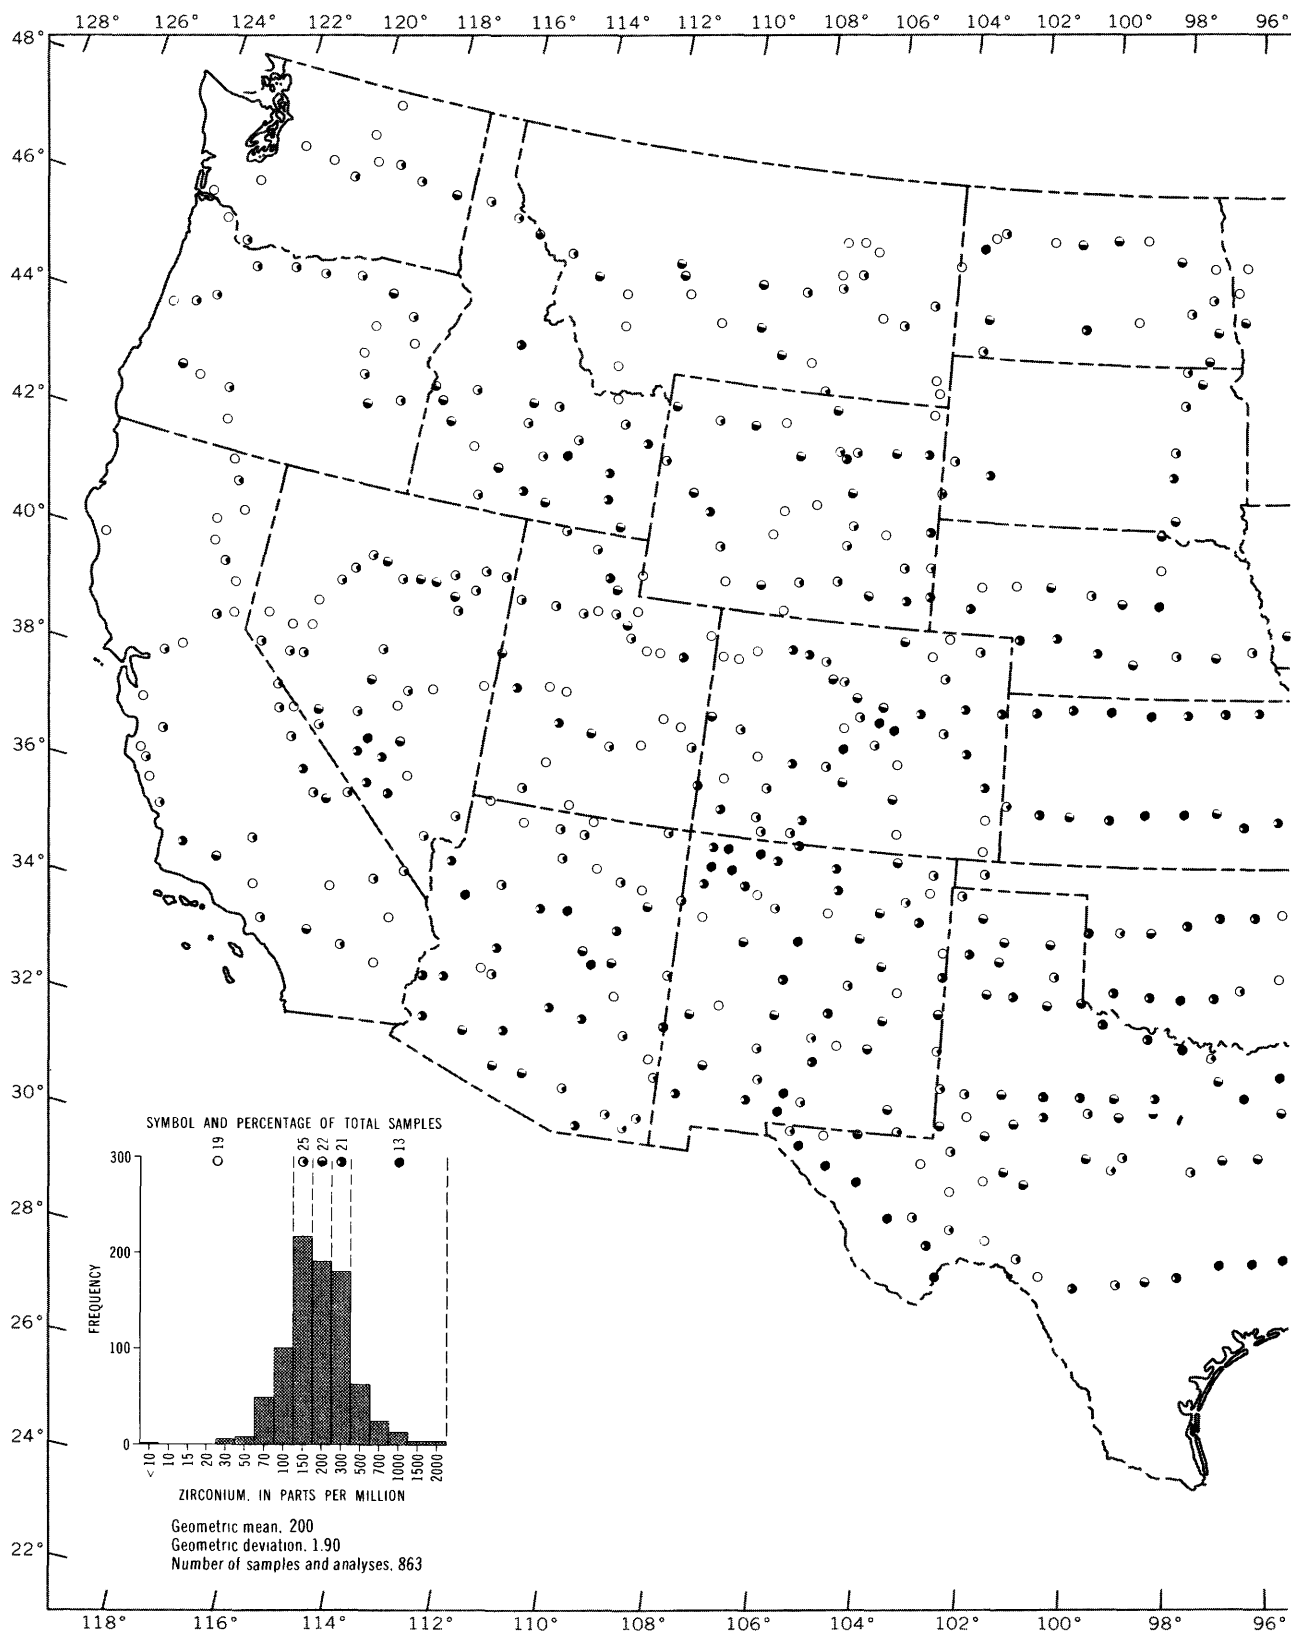 128° 126° 124° 122° 120° 118° 116° 114° 112° 110° 108° 106° 104° 102° 100° 98° 96°
48°
46°
44°
42°
40°
38°
36°
34°
32°
30°
28°
26°
24°
22°
SYMBOL AND PERCENTAGE OF TOTAL SAMPLES
19 25 22 21 13
300
200
100
0
FREQUENCY
<10 10 15 20 30 50 70 100 150 200 300 500 700 1000 1500 2000
ZIRCONIUM, IN PARTS PER MILLION
Geometric mean, 200
Geometric deviation, 1.90
Number of samples and analyses, 863
118° 116° 114° 112° 110° 108° 106° 104° 102° 100° 98° 96°